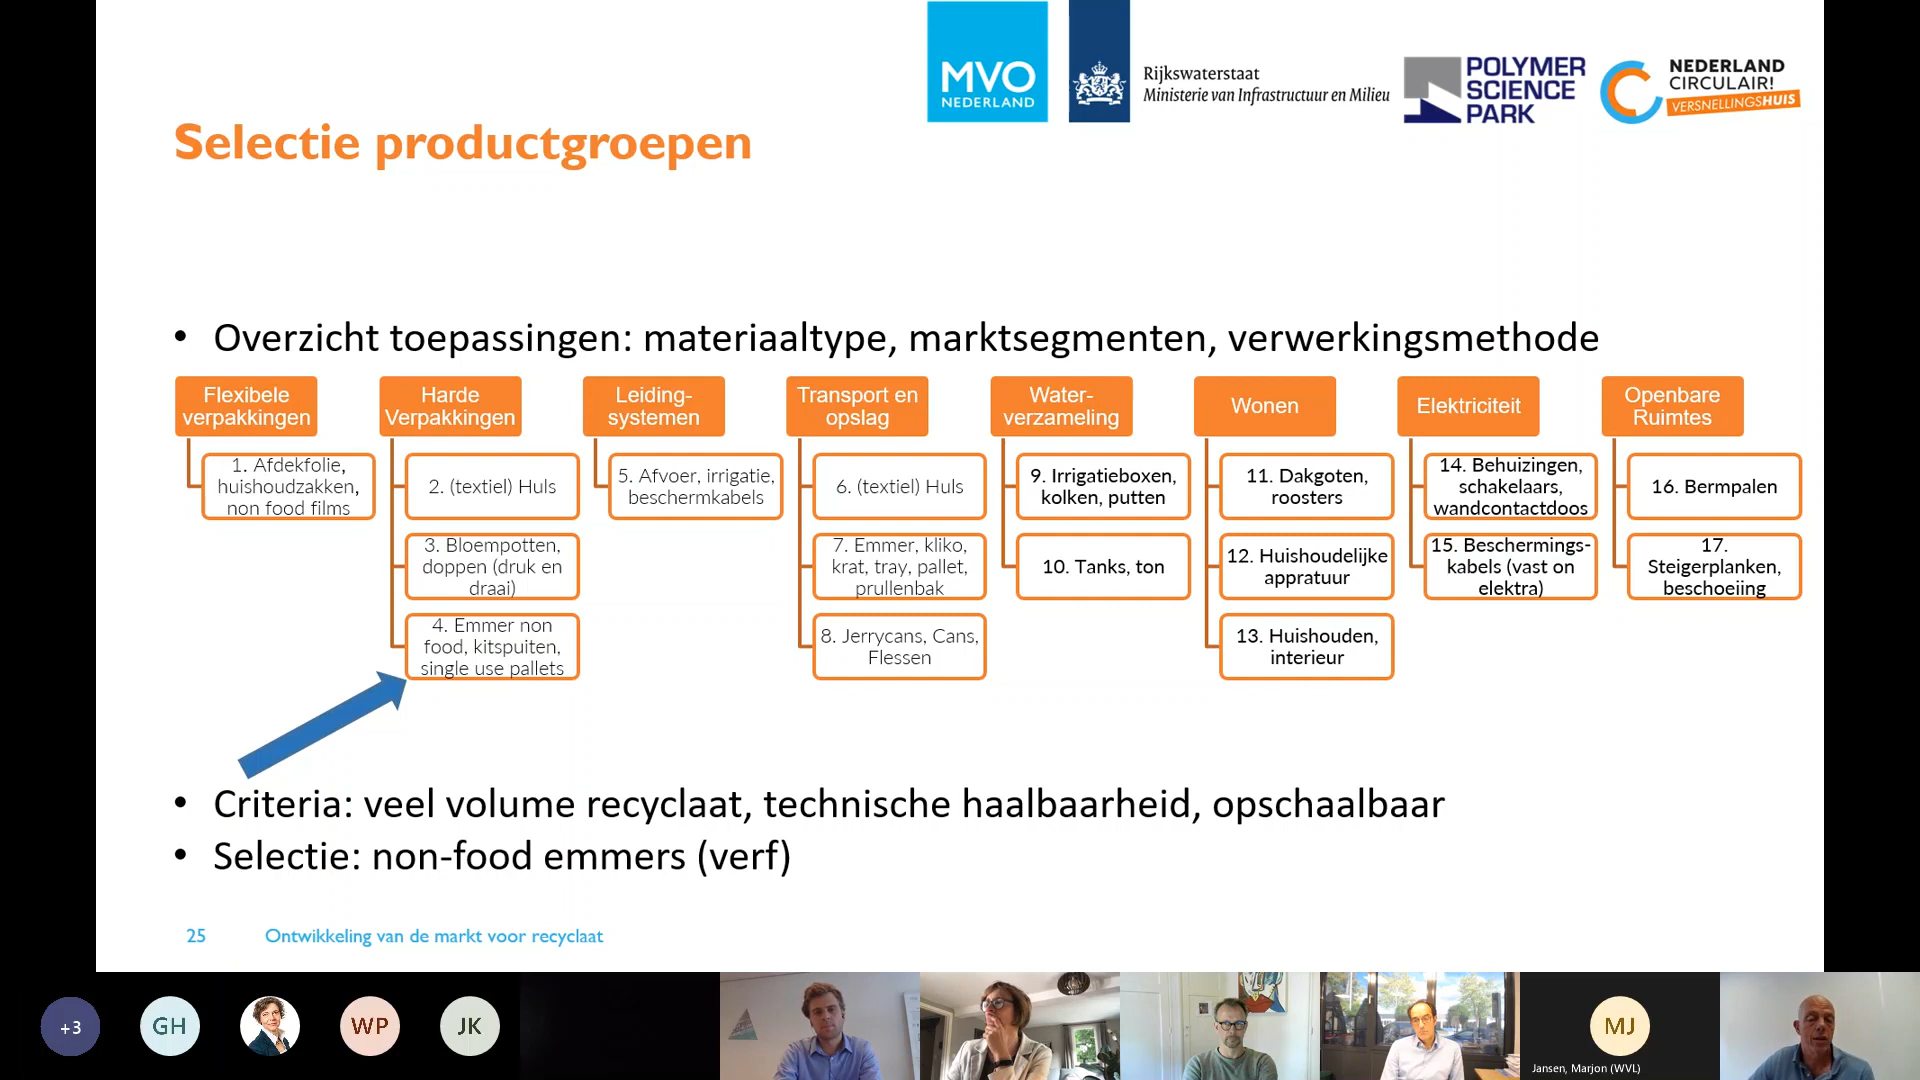 MVO
NEDERLAND
Rijkswaterstaat
Ministerie van Infrastructuur en Milieu
POLYMER
SCIENCE
PARK
NEDERLAND
CIRCULAIR!
VERSNELLINGSHUIS
Selectie productgroepen
• Overzicht toepassingen: materiaaltype, marktsegmenten, verwerkingsmethode
Flexibele
verpakkingen
1. Afdekfolie,
huishoudzakken,
non food films
Harde
Verpakkingen
2. (textiel) Huls
3. Bloempotten,
doppen (druk en
draai)
4. Emmer non
food, kitspuiten,
single use pallets
Leiding-
systemen
5. Afvoer, irrigatie,
beschermkabels
Transport en
opslag
6. (textiel) Huls
7. Emmer, kliko,
krat, tray, pallet,
prullenbak
8. Jerrycans, Cans,
Flessen
Water-
verzameling
9. Irrigatieboxen,
kolken, putten
10. Tanks, ton
Wonen
11. Dakgoten,
roosters
12. Huishoudelijke
appratuur
13. Huishouden,
interieur
Elektriciteit
14. Behuizingen,
schakelaars,
wandcontactdoos
15. Beschermings-
kabels (vast on
elektra)
Openbare
Ruimtes
16. Bermpalen
17.
Steigerplanken,
beschoeiing
• Criteria: veel volume recyclaat, technische haalbaarheid, opschaalbaar
• Selectie: non-food emmers (verf)
25 Ontwikkeling van de markt voor recyclaat
+3
GH
WP
JK
MJ
Jansen, Marjon (WVL)